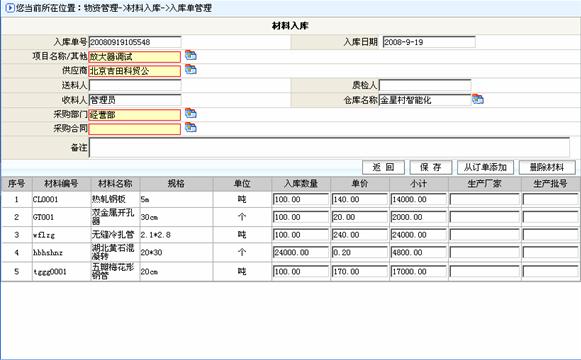 您当前所在位置：物资管理->材料入库->入库单管理
材料入库
入库单号 20080919105548 入库日期 2008-9-19
项目名称/其他 放大器调试
供应商 北京吉田科贸公
送料人 质检人
收料人 管理员 仓库名称 金星村智能化
采购部门 经营部
采购合同
备注
返 回 保 存 从订单添加 删除材料
序号 材料编号 材料名称 规格 单位 入库数量 单价 小计 生产厂家 生产批号
1 CL0001 热轧钢板 5m 吨 100.00 140.00 14000.00
2 GT001 双金属开孔器 30cm 个 100.00 20.00 2000.00
3 wflzg 无缝冷扎管 2.1*2.8 吨 100.00 240.00 24000.00
4 hbhshnz 湖北黄石混凝转 20*30 个 24000.00 0.20 4800.00
5 tggg0001 五瓣梅花形钢管 20cm 吨 100.00 170.00 17000.00